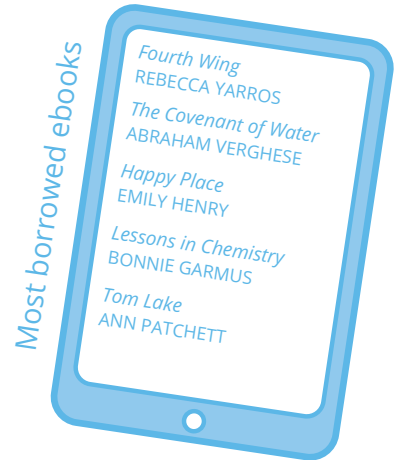 Most borrowed ebooks
Fourth Wing
REBECCA YARROS
The Covenant of Water
ABRAHAM VERGHESE
Happy Place
EMILY HENRY
Lessons in Chemistry
BONNIE GARMUS
Tom Lake
ANN PATCHETT